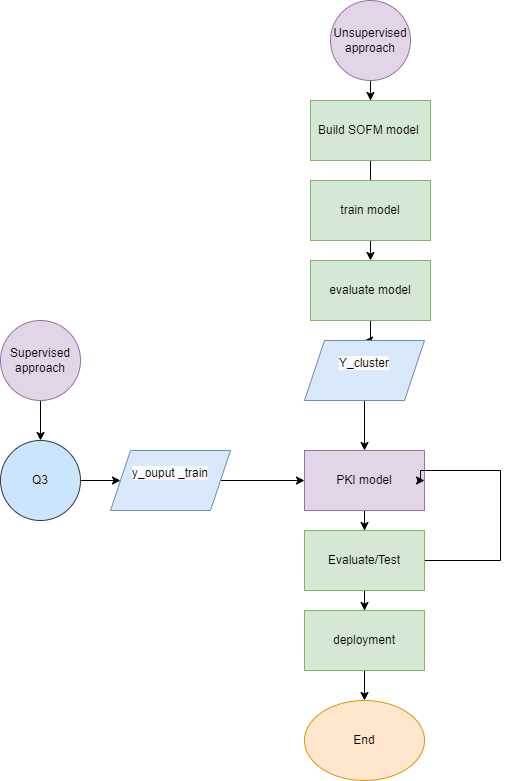 Unsupervised
approach
Build SOFM model
train model
evaluate model
Supervised
approach
Y_cluster
Q3
y_ouput _train
PKI model
Evaluate/Test
deployment
End